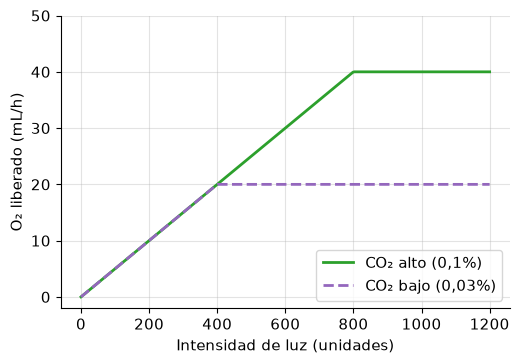 50
40
30
20
10
0
O₂ liberado (mL/h)
CO₂ alto (0,1%)
CO₂ bajo (0,03%)
0 200 400 600 800 1000 1200
Intensidad de luz (unidades)